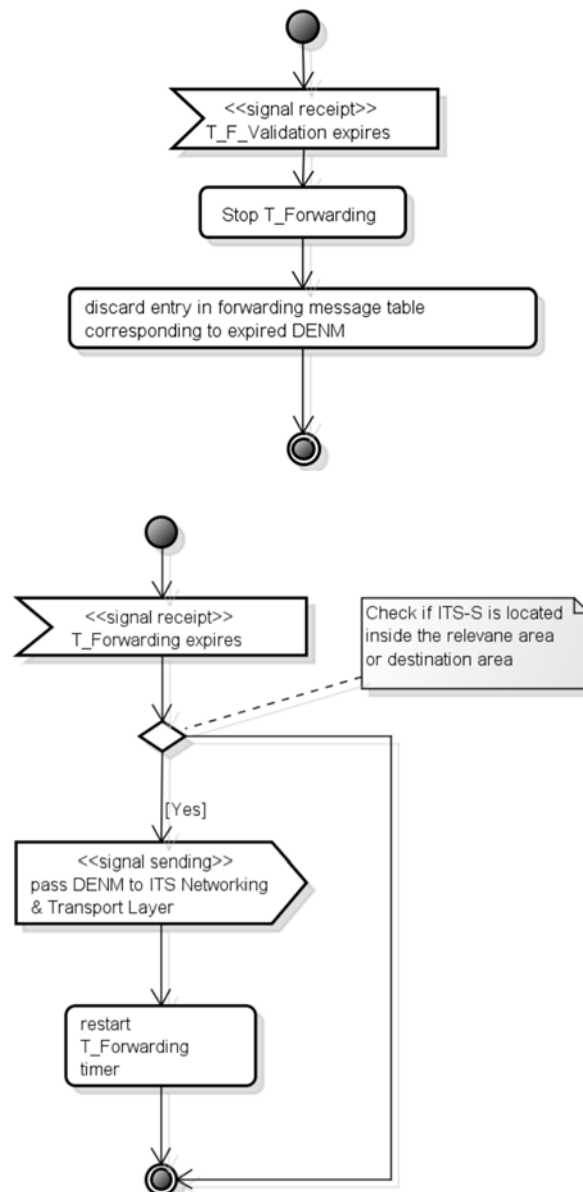 <<signal receipt>>
T_F_Validation expires
Stop T_Forwarding
discard entry in forwarding message table
corresponding to expired DENM
<<signal receipt>>
T_Forwarding expires
Check if ITS-S is located
inside the relevane area
or destination area
[Yes]
<<signal sending>>
pass DENM to ITS Networking
& Transport Layer
restart
T_Forwarding
timer